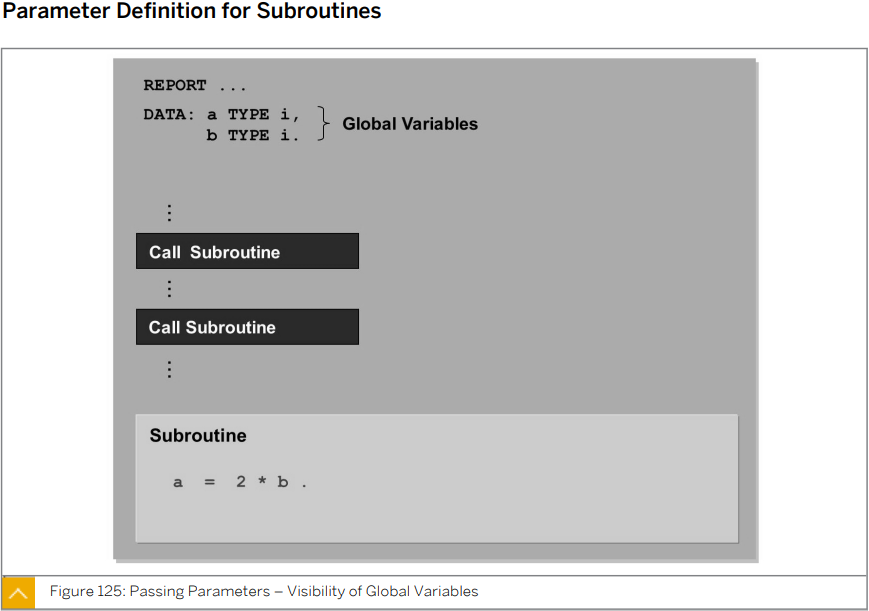 Parameter Definition for Subroutines
REPORT ...
DATA: a TYPE i,
b TYPE i.
Global Variables
Call Subroutine
Call Subroutine
Subroutine
a = 2 * b .
Figure 125: Passing Parameters – Visibility of Global Variables